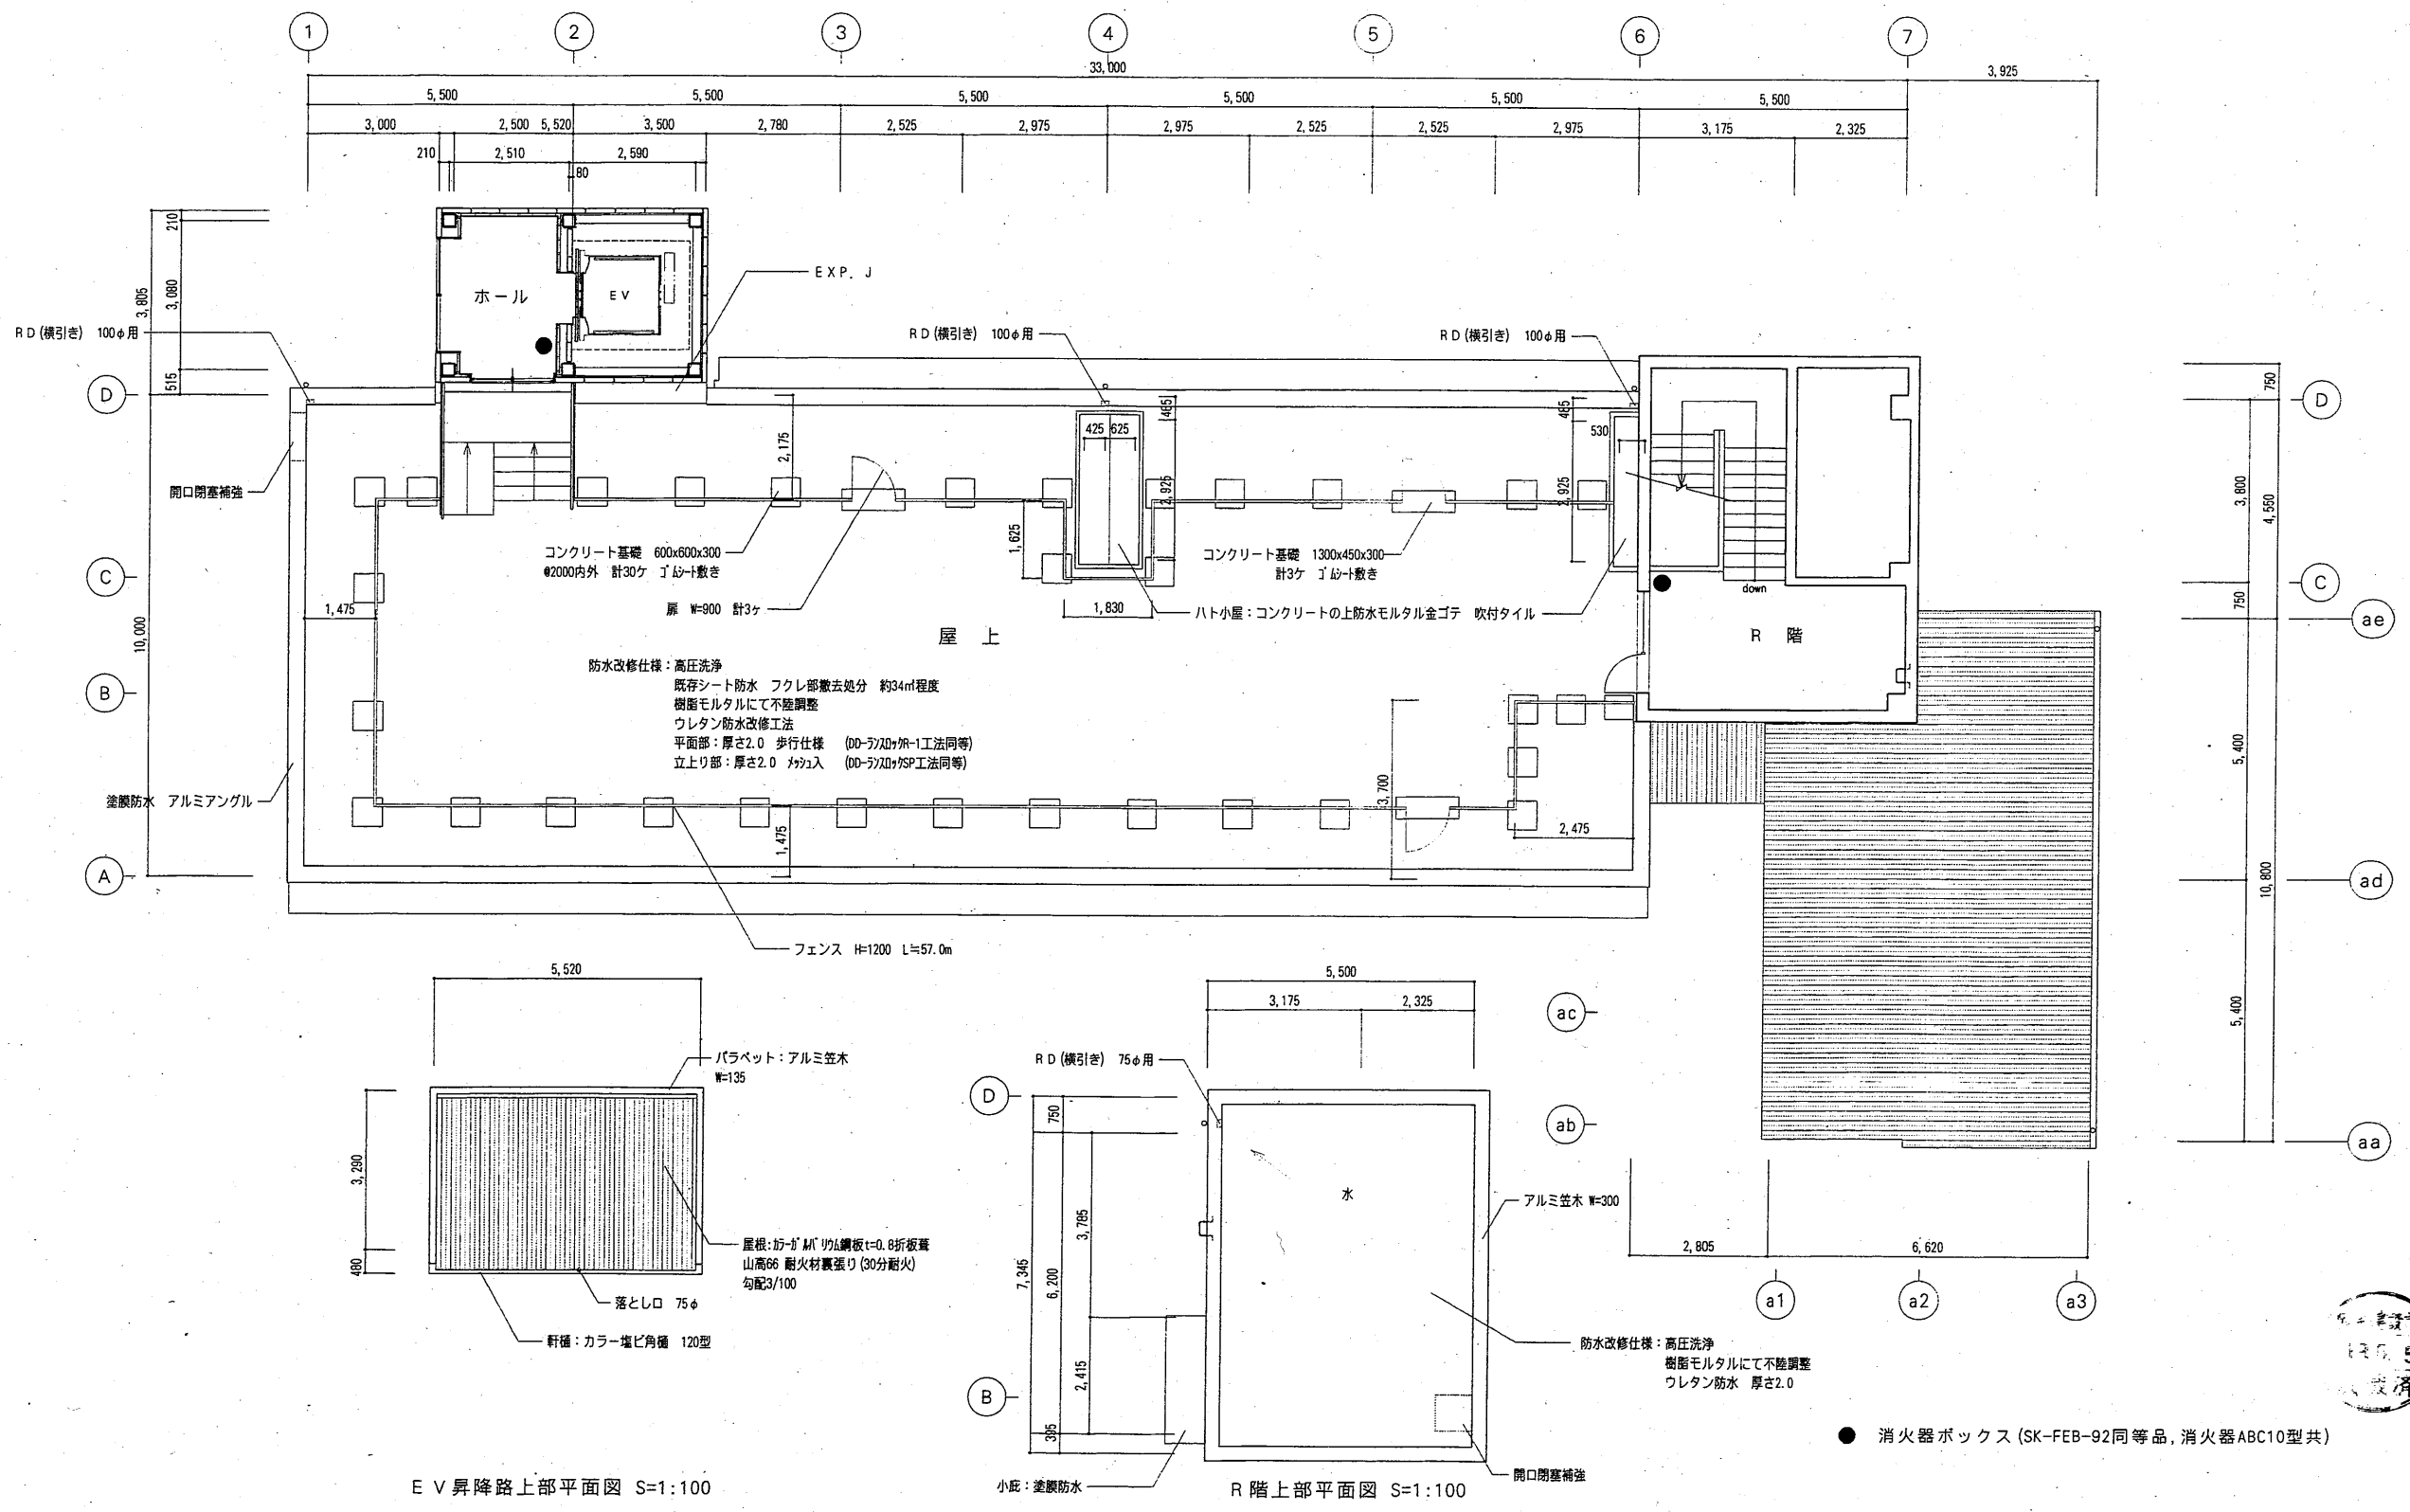 1
2
3
4
5
6
7
33,000
3,925
5,500
5,500
5,500
5,500
5,500
5,500
3,000
2,500
5,520
3,500
2,780
2,525
2,975
2,975
2,525
2,525
2,975
3,175
2,325
210
2,510
2,590
80
210
3,080
3,805
515
10,000
ホール
EV
EXP. J
RD(横引き) 100φ用
RD(横引き) 100φ用
RD(横引き) 100φ用
D
C
B
A
開口閉塞補強
塗膜防水 アルミアングル
2,175
425
625
485
2,925
1,625
1,830
485
530
2,925
1,475
コンクリート基礎 600x600x300
@2000内外 計30ケ ゴムシート敷き
扉 W=900 計3ヶ
コンクリート基礎 1300x450x300
計3ケ ゴムシート敷き
ハト小屋:コンクリートの上防水モルタル金ゴテ 吹付タイル
屋 上
防水改修仕様:高圧洗浄
既存シート防水 フクレ部撤去処分 約34㎡程度
樹脂モルタルにて不陸調整
ウレタン防水改修工法
平面部:厚さ2.0 歩行仕様 (DD-ランスロックR-1工法同等)
立上り部:厚さ2.0 メッシュ入 (DD-ランスロックSP工法同等)
1,475
3,700
2,475
フェンス H=1200 L≒57.0m
down
R 階
750
3,800
4,550
750
5,400
10,800
5,400
D
C
ae
ad
ac
ab
aa
2,805
6,620
a1
a2
a3
5,520
パラペット:アルミ笠木
W=135
3,290
480
屋根:カラーガルバリウム鋼板t=0.8折板葺
山高66 耐火材裏張り(30分耐火)
勾配3/100
落とし口 75φ
軒樋:カラー塩ビ角樋 120型
EV昇降路上部平面図 S=1:100
5,500
3,175
2,325
RD(横引き) 75φ用
D
B
750
3,785
7,345
6,200
2,415
395
水
アルミ笠木 W=300
防水改修仕様:高圧洗浄
樹脂モルタルにて不陸調整
ウレタン防水 厚さ2.0
開口閉塞補強
小庇:塗膜防水
R階上部平面図 S=1:100
● 消火器ボックス(SK-FEB-92同等品,消火器ABC10型共)